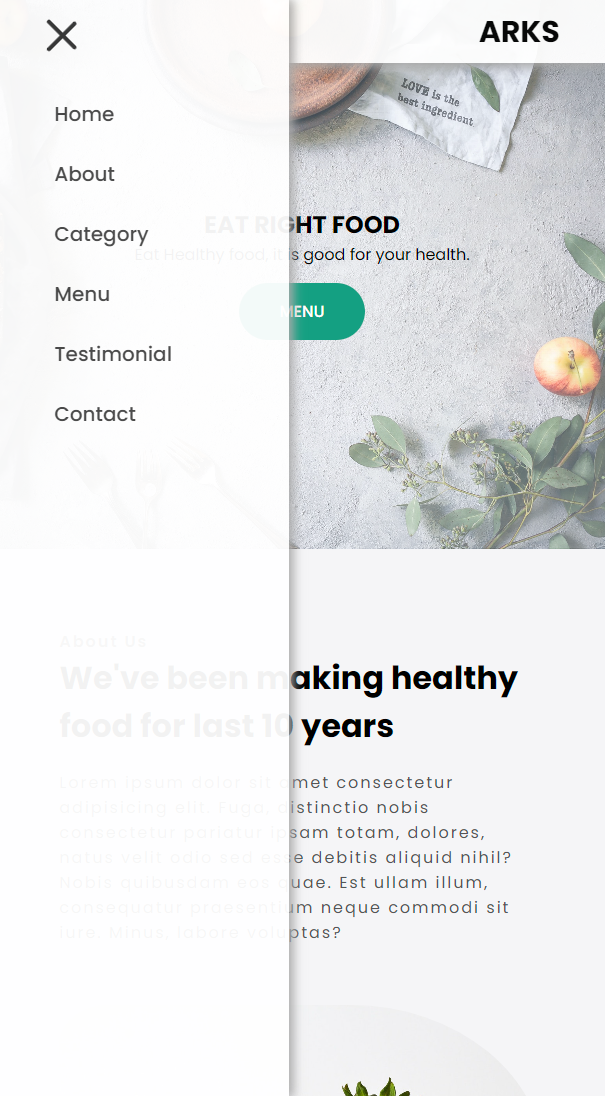 ARKS
Home
About
Category
Menu
Testimonial
Contact
LOVE is the
best ingredient
EAT RIGHT FOOD
Eat Healthy food, it is good for your health.
MENU
About Us
We've been making healthy
food for last 10 years
Lorem ipsum dolor sit amet consectetur
adipisicing elit. Fuga, distinctio nobis
consectetur pariatur ipsam totam, dolores,
natus velit odio sed esse debitis aliquid nihil?
Nobis quibusdam eos quae. Est ullam illum,
consequatur praesentium neque commodi sit
iure. Minus, labore voluptas?